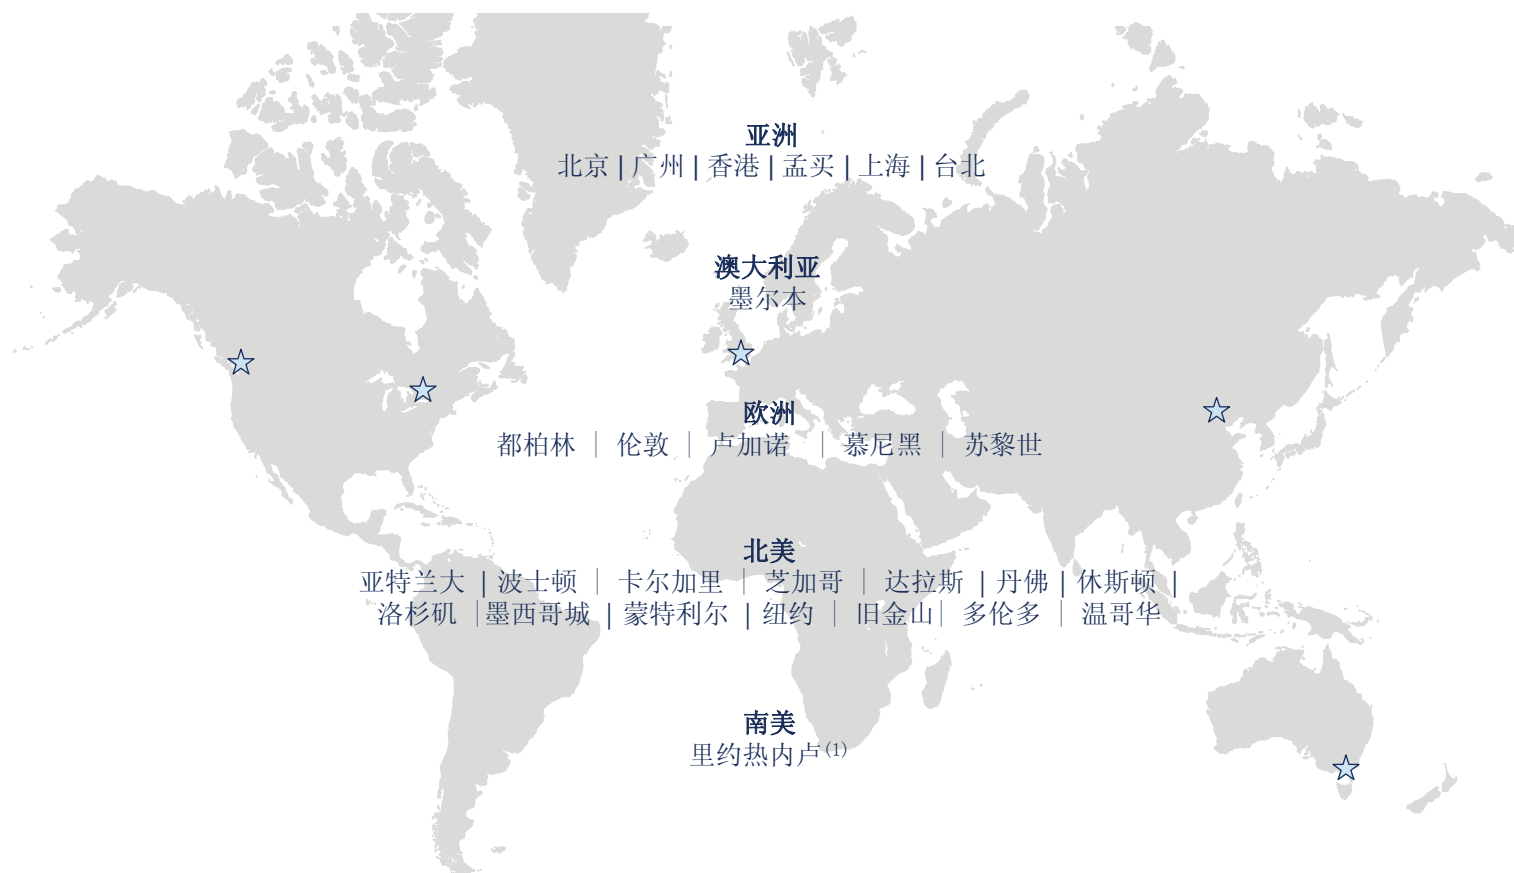 亚洲
北京 | 广州 | 香港 | 孟买 | 上海 | 台北
澳大利亚
墨尔本
欧洲
都柏林 | 伦敦 | 卢加诺 | 慕尼黑 | 苏黎世
北美
亚特兰大 | 波士顿 | 卡尔加里 | 芝加哥 | 达拉斯 | 丹佛 | 休斯顿 |
洛杉矶 | 墨西哥城 | 蒙特利尔 | 纽约 | 旧金山 | 多伦多 | 温哥华
南美
里约热内卢(1)